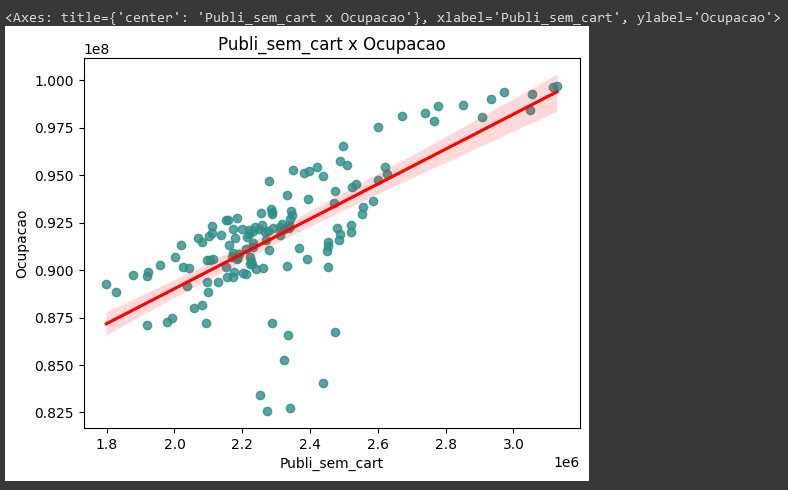 <Axes: title={'center': 'Publi_sem_cart x Ocupacao'}, xlabel='Publi_sem_cart', ylabel='Ocupacao'>
Publi_sem_cart x Ocupacao
1e8
1.000
0.975
0.950
0.925
0.900
0.875
0.850
0.825
Ocupacao
1.8 2.0 2.2 2.4 2.6 2.8 3.0
1e6
Publi_sem_cart